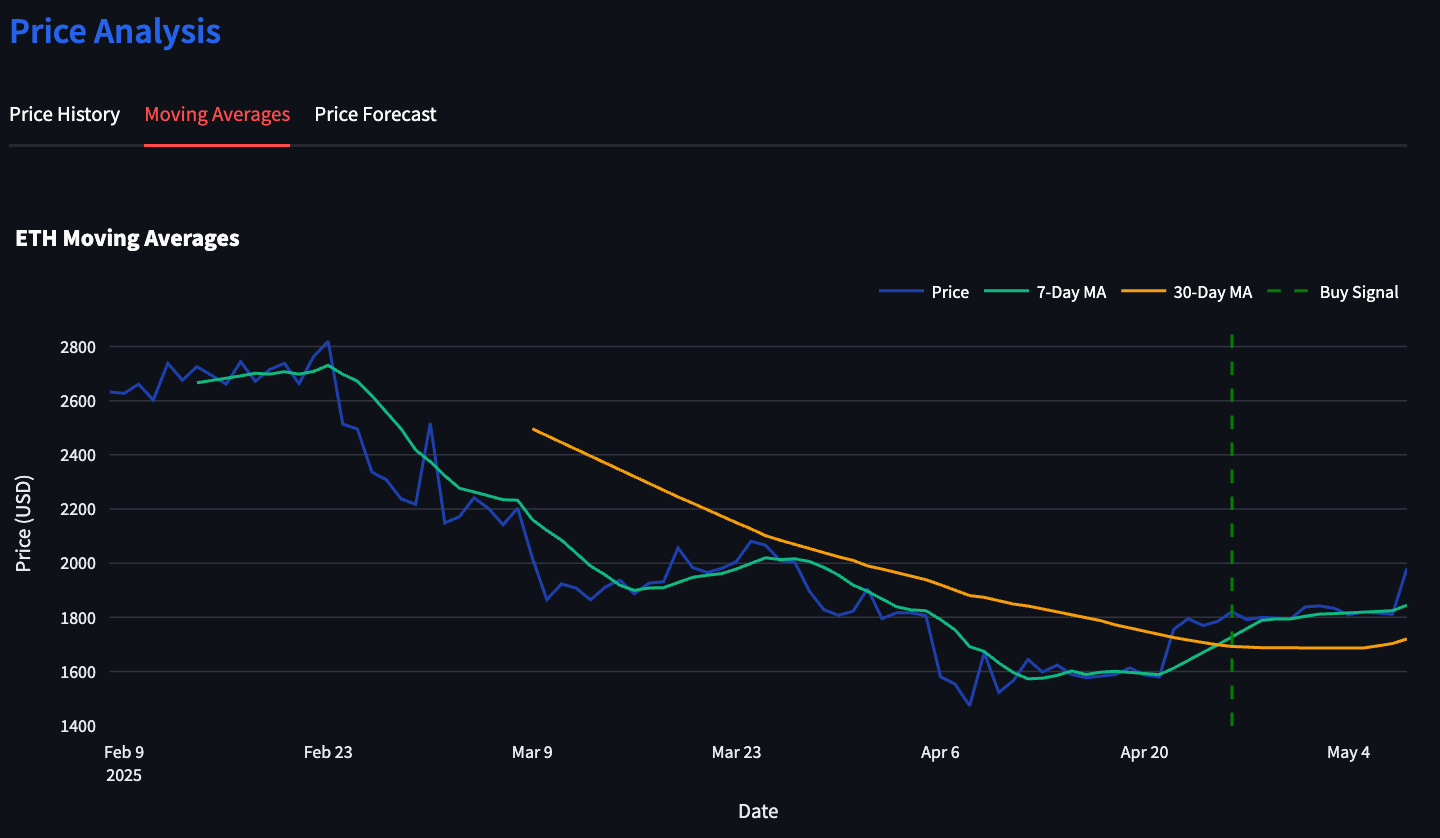 Price Analysis
Price History Moving Averages Price Forecast
ETH Moving Averages
Price 7-Day MA 30-Day MA Buy Signal
2800
2600
2400
2200
2000
1800
1600
1400
Price (USD)
Feb 9 Feb 23 Mar 9 Mar 23 Apr 6 Apr 20 May 4
2025
Date